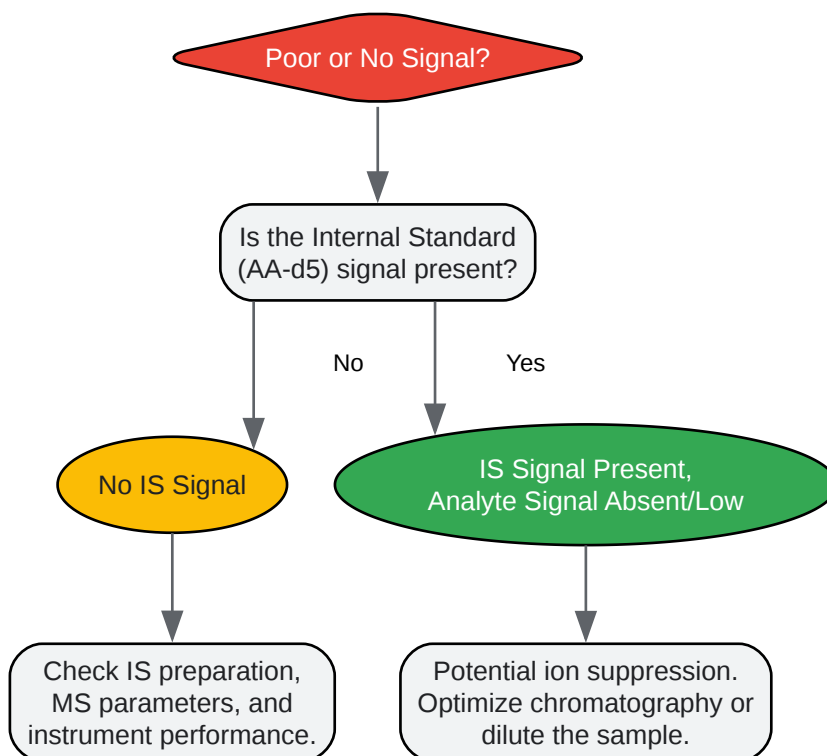 Poor or No Signal?
Is the Internal Standard
(AA-d5) signal present?
No
Yes
No IS Signal
IS Signal Present,
Analyte Signal Absent/Low
Check IS preparation,
MS parameters, and
instrument performance.
Potential ion suppression.
Optimize chromatography or
dilute the sample.